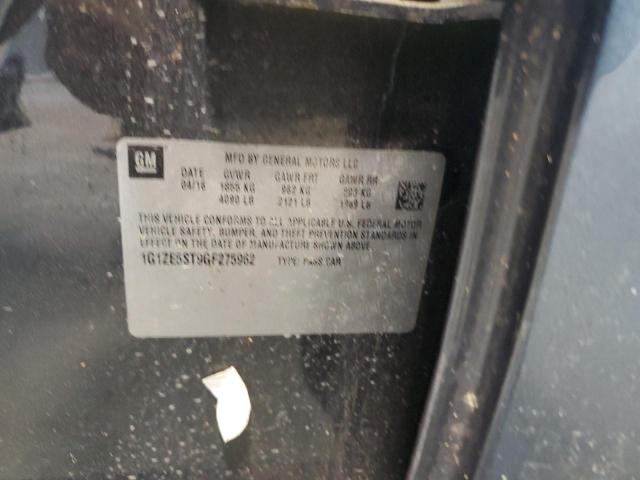 GM
MFD BY GENERAL MOTORS LLC
DATE GVWR GAWR FRT GAWR RR
04/16 1855 KG 962 KG KG
4090 LB 2121 LB LB
THIS VEHICLE CONFORMS TO ALL APPLICABLE U.S. FEDERAL MOTOR
VEHICLE SAFETY, BUMPER, AND THEFT PREVENTION STANDARDS
IN EFFECT ON THE DATE OF MANUFACTURE SHOWN ABOVE.
1G1ZE5ST9GF275962 TYPE: PASS CAR